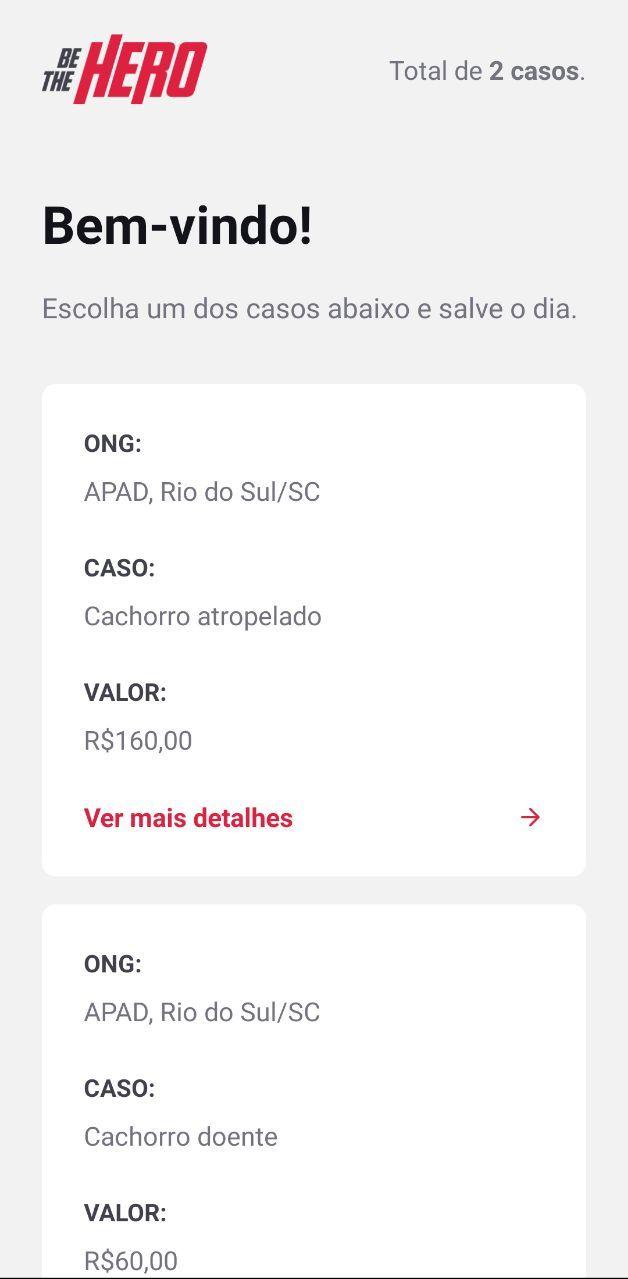 BE
THE HERO
Total de 2 casos.
Bem-vindo!
Escolha um dos casos abaixo e salve o dia.
ONG:
APAD, Rio do Sul/SC
CASO:
Cachorro atropelado
VALOR:
R$160,00
Ver mais detalhes
ONG:
APAD, Rio do Sul/SC
CASO:
Cachorro doente
VALOR:
R$60,00